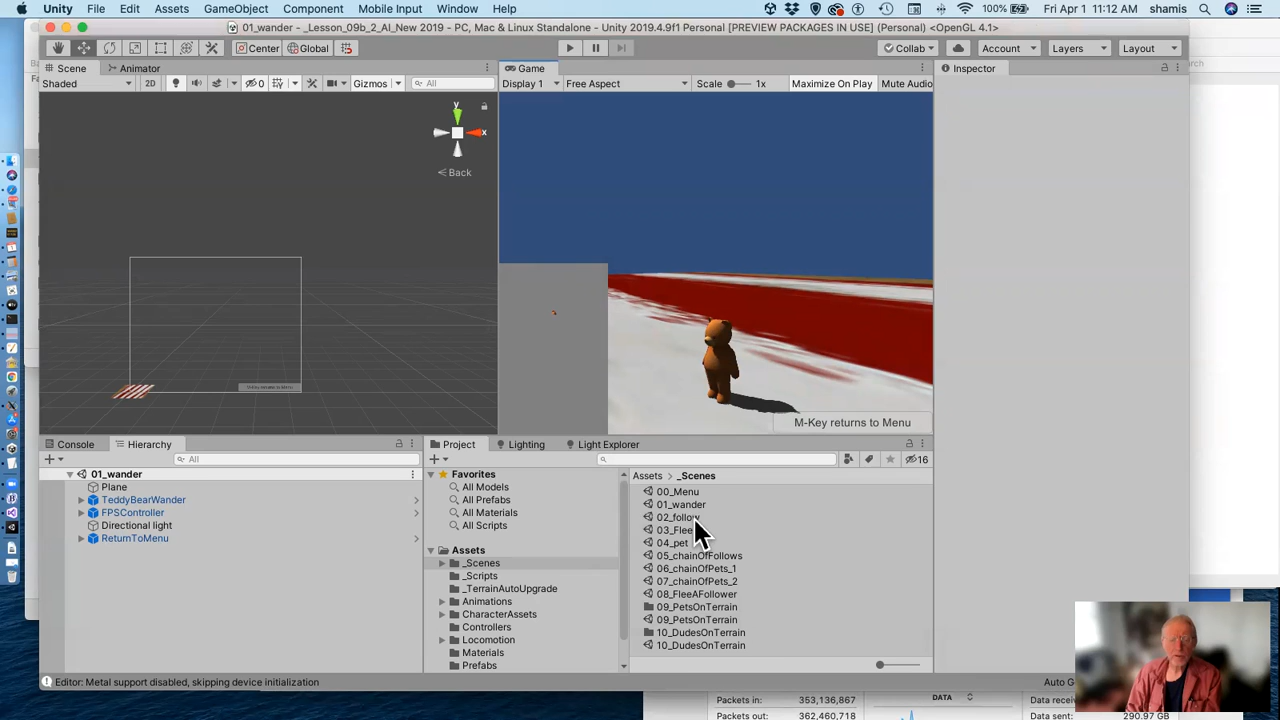 Unity File Edit Assets GameObject Component Mobile Input Window Help 100% Fri Apr 1 11:12 AM shamis
01_wander - _Lesson_09b_2_AI_New 2019 - PC, Mac & Linux Standalone - Unity 2019.4.9f1 Personal [PREVIEW PACKAGES IN USE] (Personal) <OpenGL 4.1>
Center Global Collab Account Layers Layout
Scene Animator Game Inspector
Shaded 2D 0 Gizmos All Display 1 Free Aspect Scale 1x Maximize On Play Mute Audio
y
x
Back
M-Key returns to Menu
Console Hierarchy Project Lighting Light Explorer
All 16
01_wander
Plane
TeddyBearWander
FPSController
Directional light
ReturnToMenu
Favorites
All Models
All Prefabs
All Materials
All Scripts
Assets
_Scenes
_Scripts
_TerrainAutoUpgrade
Animations
CharacterAssets
Controllers
Locomotion
Materials
Prefabs
Assets > _Scenes
00_Menu
01_wander
02_follow
03_Flee
04_pet
05_chainOfFollows
06_chainOfPets_1
07_chainOfPets_2
08_FleeAFollower
09_PetsOnTerrain
09_PetsOnTerrain
10_DudesOnTerrain
10_DudesOnTerrain
Editor: Metal support disabled, skipping device initialization Auto G
Packets in: 353,136,867 DATA Data receiv
Packets out: 362,460,718 Data sent: 290.97 GB